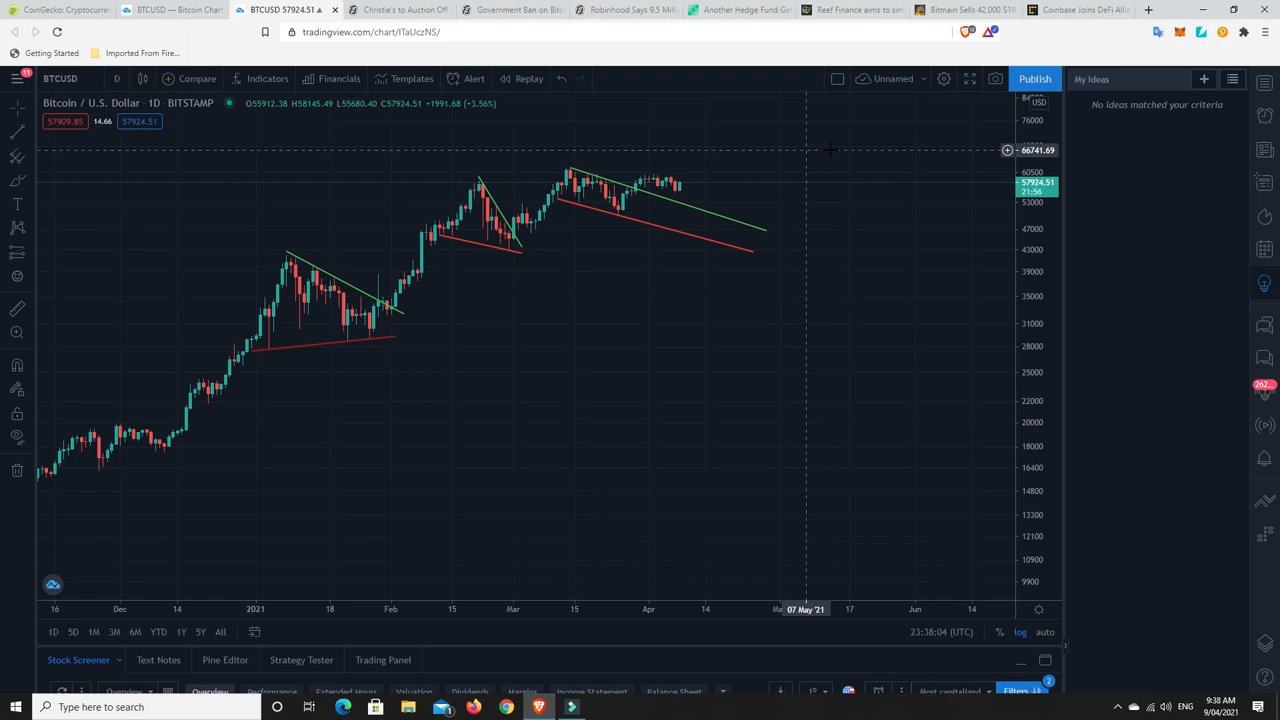 CoinGecko: Cryptocurren
BTCUSD — Bitcoin Chart
BTCUSD 57924.51 ▲
Christie's to Auction Off
Government Ban on Bitc
Robinhood Says 9.5 Milli
Another Hedge Fund Ge
Reef Finance aims to sim
Bitmain Sells 42,000 S19
Coinbase Joins DeFi Allia
tradingview.com/chart/ITaUczNS/
Getting Started
Imported From Fire...
11
BTCUSD
D
Compare
Indicators
Financials
Templates
Alert
Replay
Unnamed
Publish
My Ideas
Bitcoin / U.S. Dollar · 1D · BITSTAMP
O55912.38 H58145.49 L55680.40 C57924.51 +1991.68 (+3.56%)
57909.85
14.66
57924.51
No ideas matched your criteria
84000
USD
76000
66741.69
60500
57924.51
21:56
53000
47000
43000
39000
35000
31000
28000
25000
22000
20000
18000
16400
14800
13300
12100
10900
9900
262...
16
Dec
14
2021
18
Feb
15
Mar
15
Apr
14
07 May '21
17
Jun
14
1D
5D
1M
3M
6M
YTD
1Y
5Y
All
23:38:04 (UTC)
%
log
auto
Stock Screener
Text Notes
Pine Editor
Strategy Tester
Trading Panel
Overview
Overview
Performance
Extended Hours
Valuation
Dividends
Margins
Income Statement
Balance Sheet
Most capitalized
Filters
2
Type here to search
ENG
9:38 AM
9/04/2021